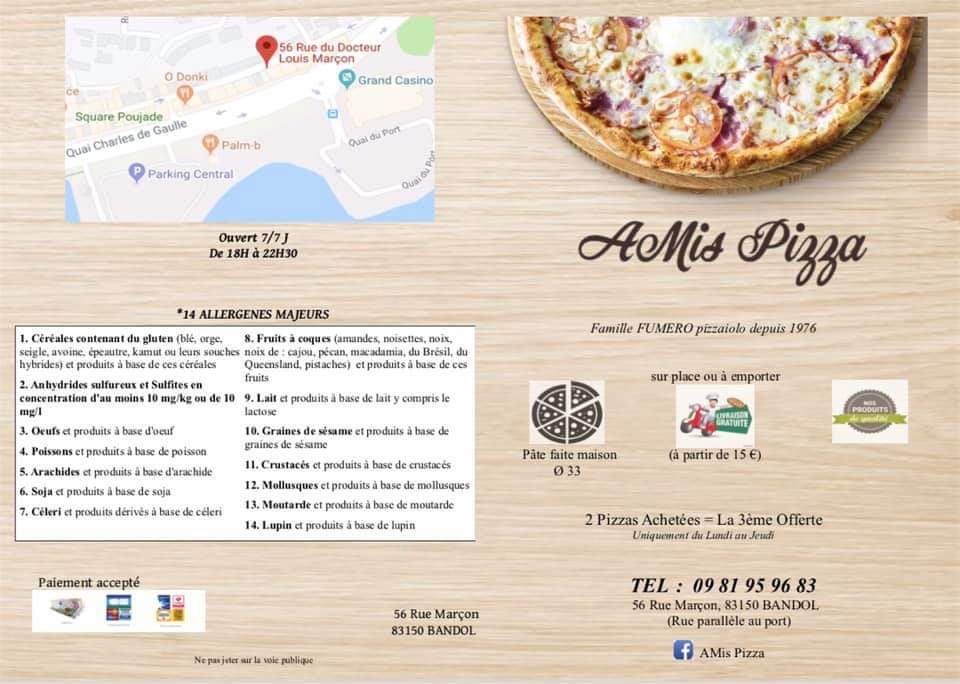 56 Rue du Docteur
Louis Marçon
O Donki
Grand Casino
ce
Square Poujade
Quai Charles de Gaulle
Palm-b
Quai du Port
Quai du Port
Parking Central
Ouvert 7/7 J
De 18H à 22H30
*14 ALLERGENES MAJEURS
1. Céréales contenant du gluten (blé, orge,
seigle, avoine, épeautre, kamut ou leurs souches
hybrides) et produits à base de ces céréales
2. Anhydrides sulfureux et Sulfites en
concentration d'au moins 10 mg/kg ou de 10
mg/l
3. Oeufs et produits à base d'oeuf
4. Poissons et produits à base de poisson
5. Arachides et produits à base d'arachide
6. Soja et produits à base de soja
7. Céleri et produits dérivés à base de céleri
8. Fruits à coques (amandes, noisettes, noix,
noix de : cajou, pécan, macadamia, du Brésil, du
Queensland, pistaches) et produits à base de ces
fruits
9. Lait et produits à base de lait y compris le
lactose
10. Graines de sésame et produits à base de
graines de sésame
11. Crustacés et produits à base de crustacés
12. Mollusques et produits à base de mollusques
13. Moutarde et produits à base de moutarde
14. Lupin et produits à base de lupin
Paiement accepté
56 Rue Marçon
83150 BANDOL
Ne pas jeter sur la voie publique
AMis Pizza
Famille FUMERO pizzaiolo depuis 1976
sur place ou à emporter
LIVRAISON
GRATUITE
NOS
PRODUITS
de qualité
Pâte faite maison
Ø 33
(à partir de 15 €)
2 Pizzas Achetées = La 3ème Offerte
Uniquement du Lundi au Jeudi
TEL : 09 81 95 96 83
56 Rue Marçon, 83150 BANDOL
(Rue parallèle au port)
AMis Pizza